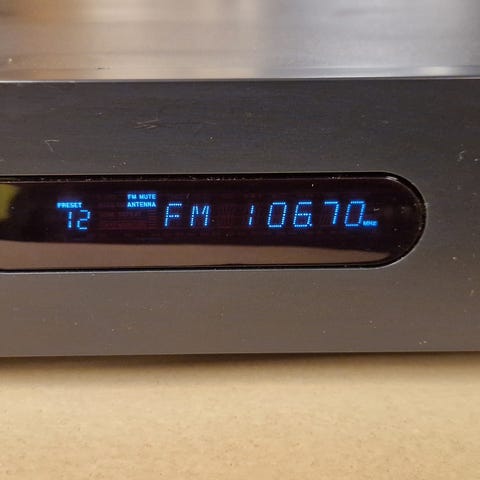 PRESET
12
FM MUTE
ANTENNA
FM 106.70 MHz